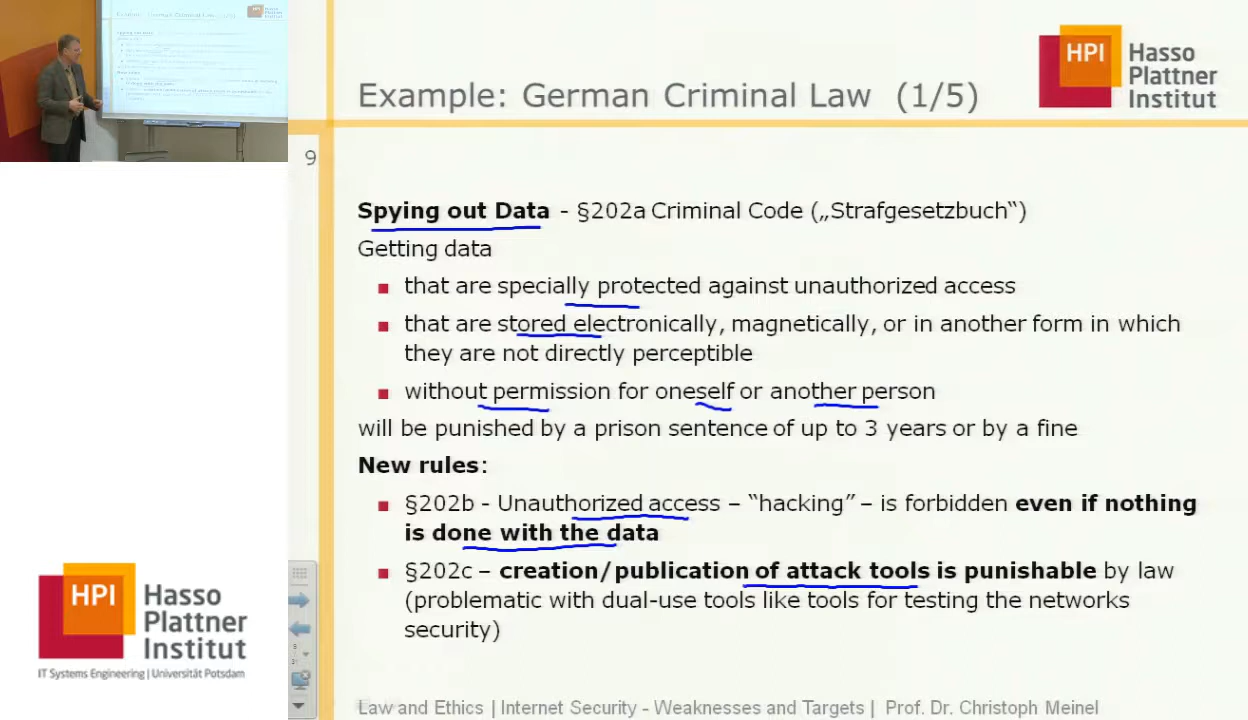 Example: German Criminal Law (1/5)
HPI Hasso
Plattner
Institut
9
Spying out Data - §202a Criminal Code („Strafgesetzbuch“)
Getting data
that are specially protected against unauthorized access
that are stored electronically, magnetically, or in another form in which
they are not directly perceptible
without permission for oneself or another person
will be punished by a prison sentence of up to 3 years or by a fine
New rules:
§202b - Unauthorized access – “hacking” – is forbidden even if nothing
is done with the data
§202c – creation/publication of attack tools is punishable by law
(problematic with dual-use tools like tools for testing the networks
security)
HPI Hasso
Plattner
Institut
IT Systems Engineering | Universität Potsdam
Law and Ethics | Internet Security - Weaknesses and Targets | Prof. Dr. Christoph Meinel